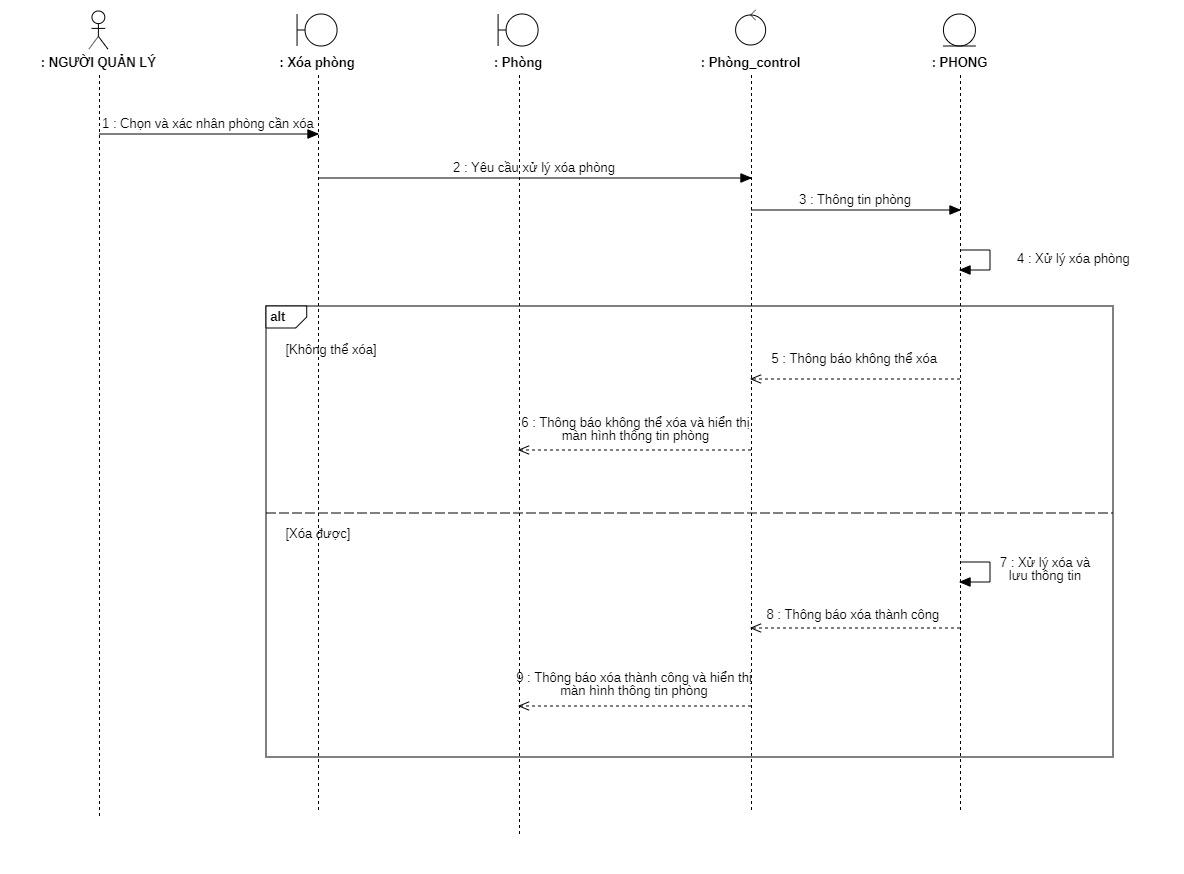 : NGƯỜI QUẢN LÝ
: Xóa phòng
: Phòng
: Phòng_control
: PHONG
1 : Chọn và xác nhân phòng cần xóa
2 : Yêu cầu xử lý xóa phòng
3 : Thông tin phòng
4 : Xử lý xóa phòng
alt
[Không thể xóa]
5 : Thông báo không thể xóa
6 : Thông báo không thể xóa và hiển thị
màn hình thông tin phòng
[Xóa được]
7 : Xử lý xóa và
lưu thông tin
8 : Thông báo xóa thành công
9 : Thông báo xóa thành công và hiển thị
màn hình thông tin phòng